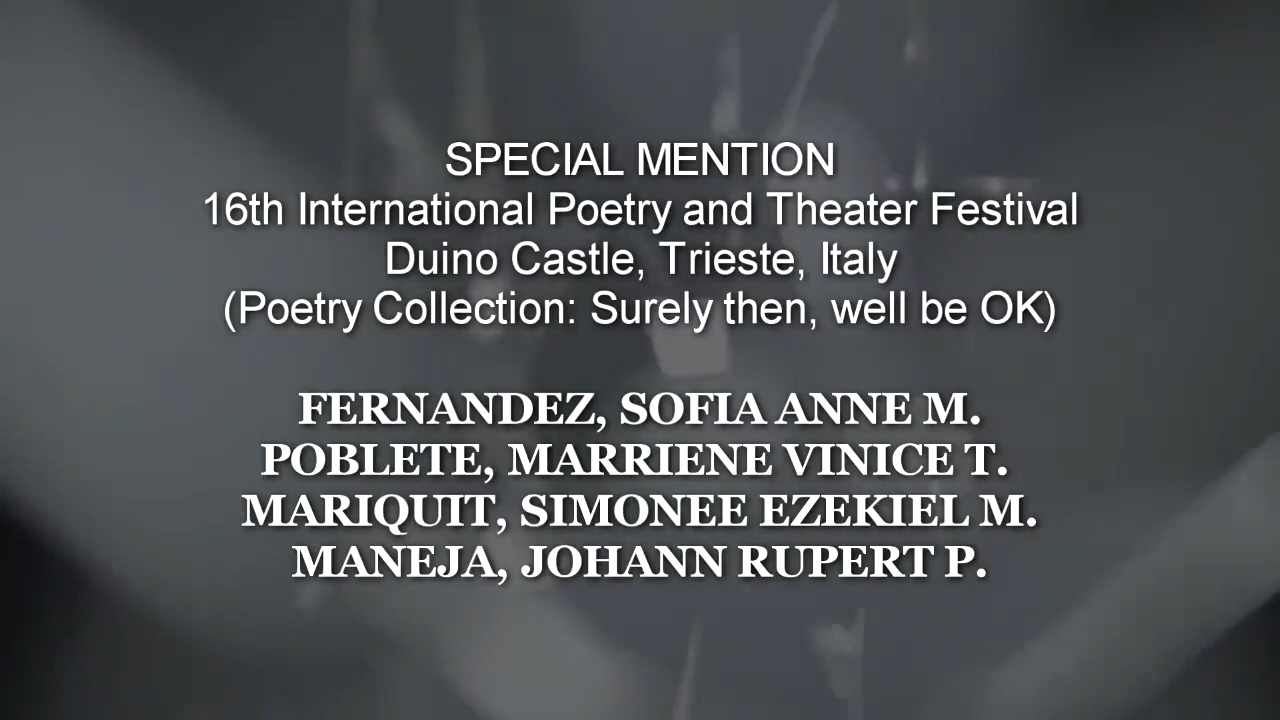 SPECIAL MENTION
16th International Poetry and Theater Festival
Duino Castle, Trieste, Italy
(Poetry Collection: Surely then, well be OK)
FERNANDEZ, SOFIA ANNE M.
POBLETE, MARRIENE VINICE T.
MARIQUIT, SIMONEE EZEKIEL M.
MANEJA, JOHANN RUPERT P.